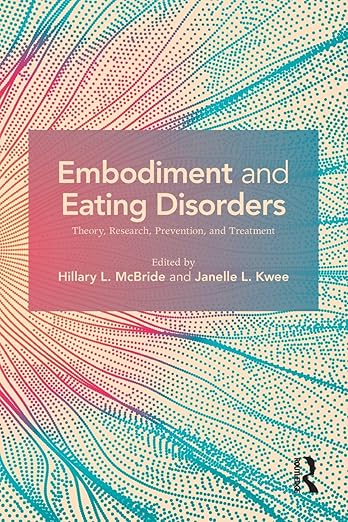 Embodiment and
Eating Disorders
Theory, Research, Prevention, and Treatment
Edited by
Hillary L. McBride and Janelle L. Kwee
ROUTLEDGE